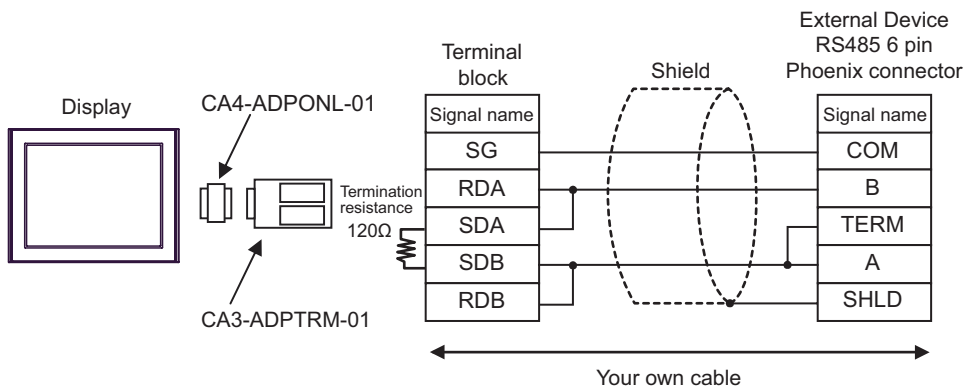 External Device
RS485 6 pin
Phoenix connector
Terminal
block
Shield
Display
CA4-ADPONL-01
Signal name
Signal name
SG
COM
RDA
B
Termination
resistance
120Ω
SDA
TERM
SDB
A
RDB
SHLD
CA3-ADPTRM-01
Your own cable